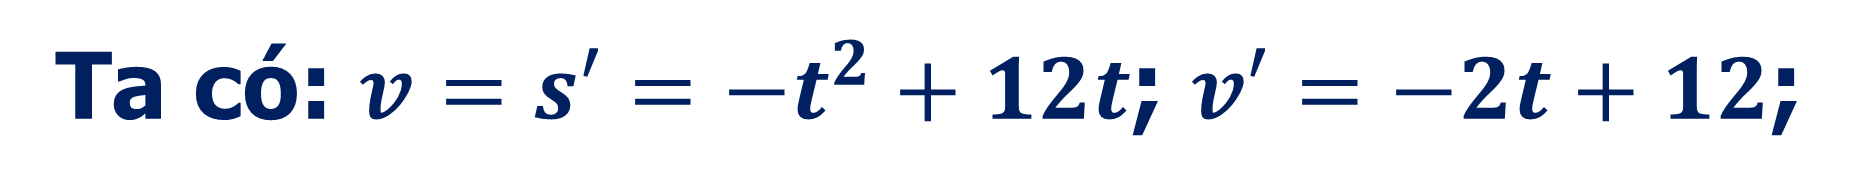 Ta có: 𝒗 = 𝒔′ = −𝒕² + 𝟏𝟐𝒕; 𝒗′ = −𝟐𝒕 + 𝟏𝟐;